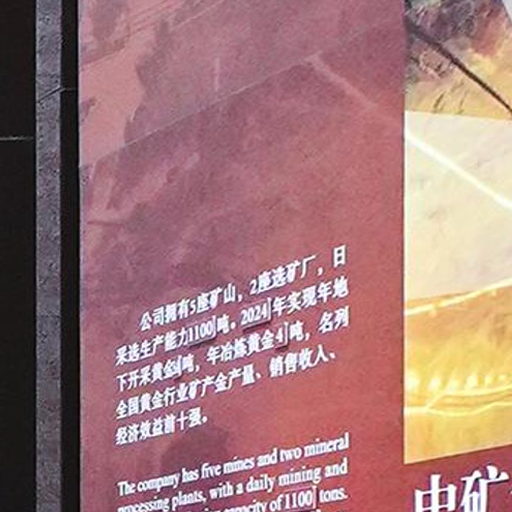 公司拥有5座矿山，2座选矿厂，日
采选生产能力1100吨。2024年实现年地
下开采黄金4吨，年冶炼黄金4吨，名列
全国黄金行业矿产金产量、销售收入、
经济效益前十强。
The company has five mines and two mineral
processing plants, with a daily mining and
capacity of 1100 tons.
中矿